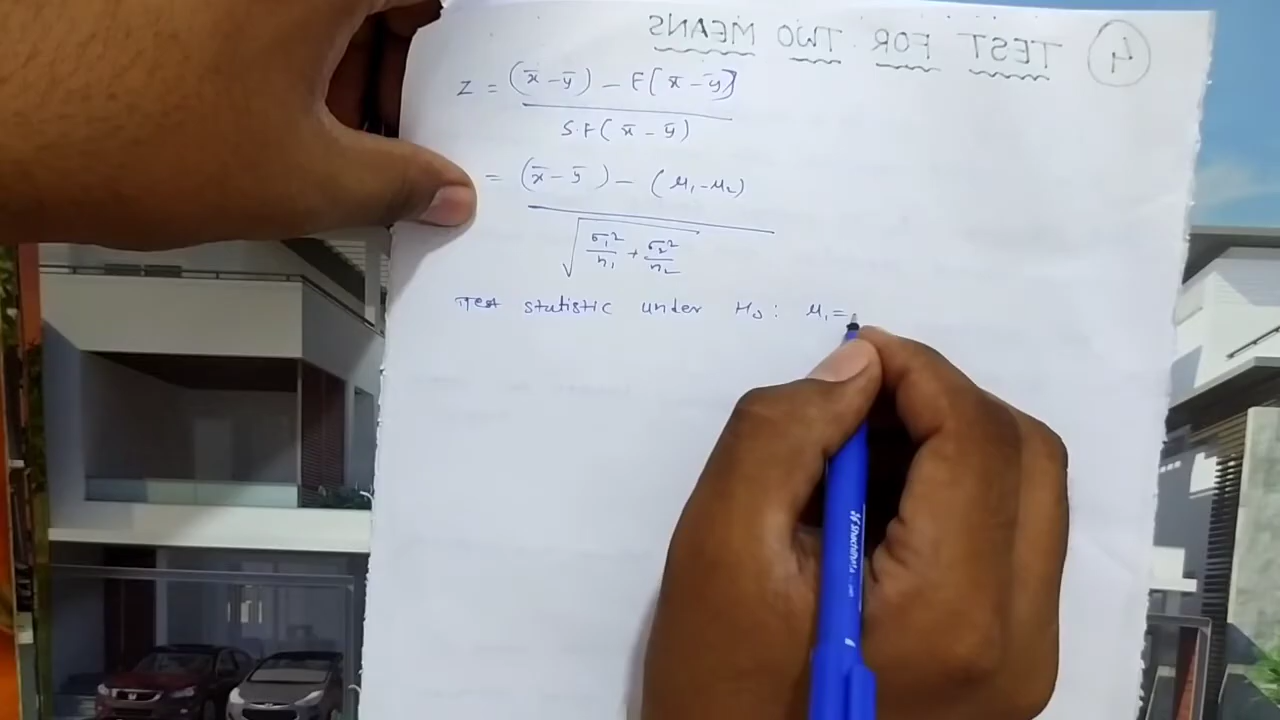 ④ TEST FOR TWO MEANS
Z = (x̄ - ȳ) - E(x̄ - ȳ)
S.E(x̄ - ȳ)
= (x̄ - ȳ) - (μ₁ - μ₂)
√ σ₁²/n₁ + σ₂²/n₂
Test statistic under H₀: μ₁ =